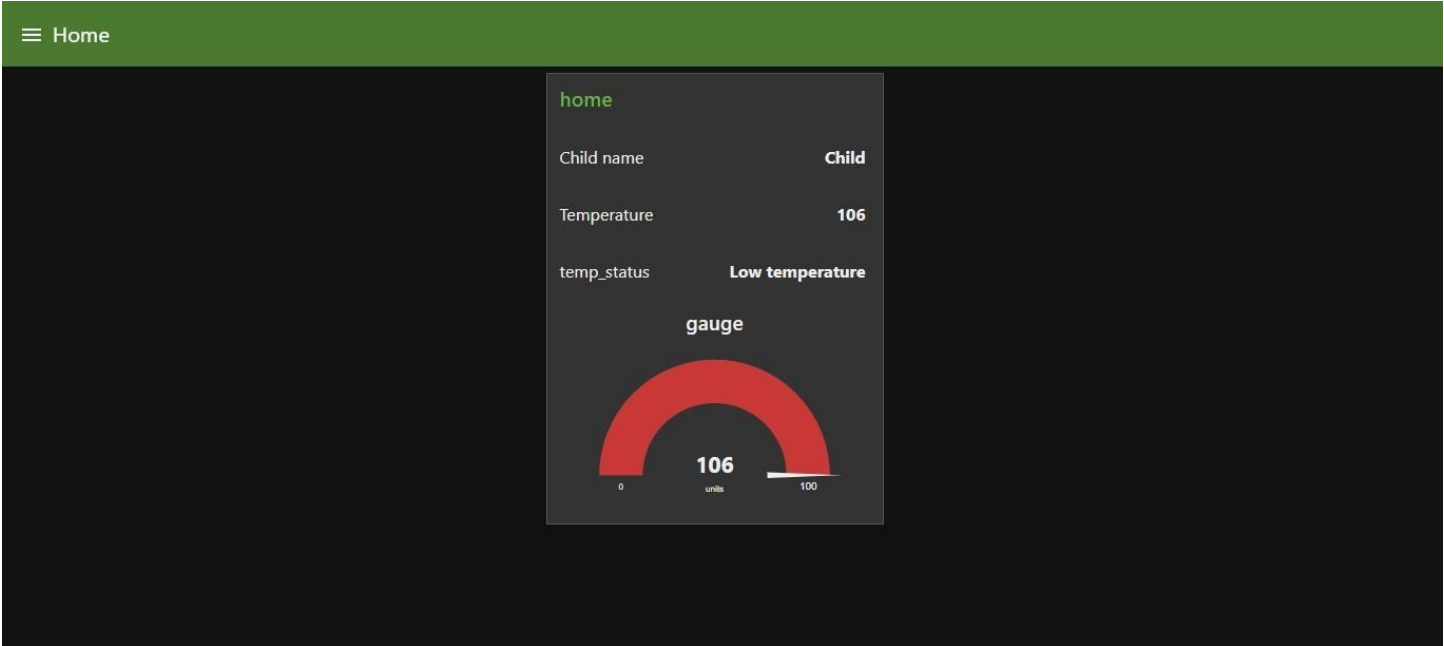 Home
home
Child name Child
Temperature 106
temp_status Low temperature
gauge
106
0 units 100